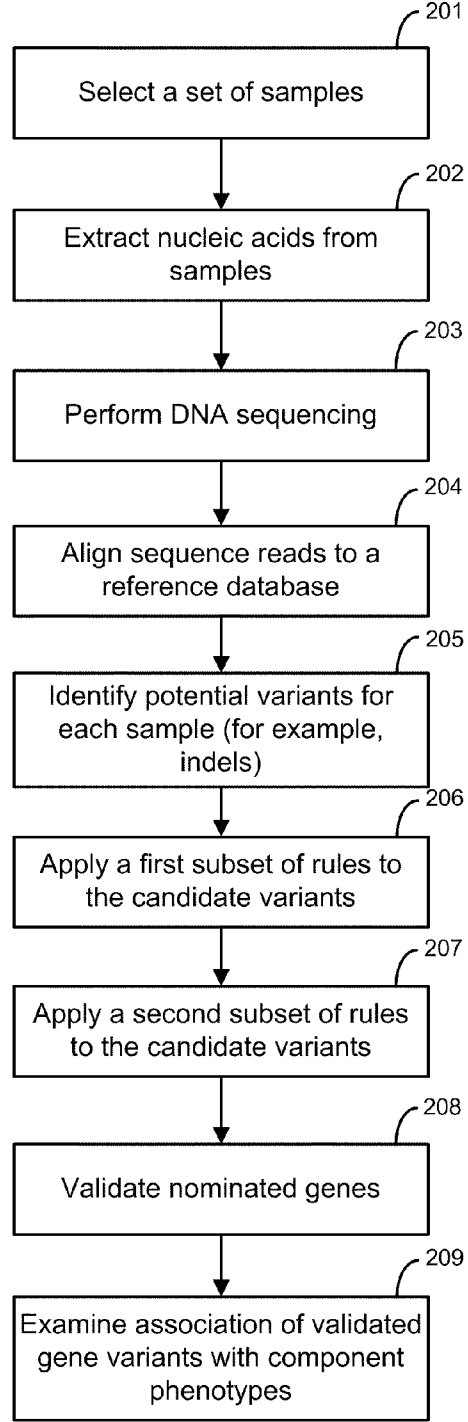 201
Select a set of samples
202
Extract nucleic acids from
samples
203
Perform DNA sequencing
204
Align sequence reads to a
reference database
205
Identify potential variants for
each sample (for example,
indels)
206
Apply a first subset of rules to
the candidate variants
207
Apply a second subset of rules
to the candidate variants
208
Validate nominated genes
209
Examine association of validated
gene variants with component
phenotypes